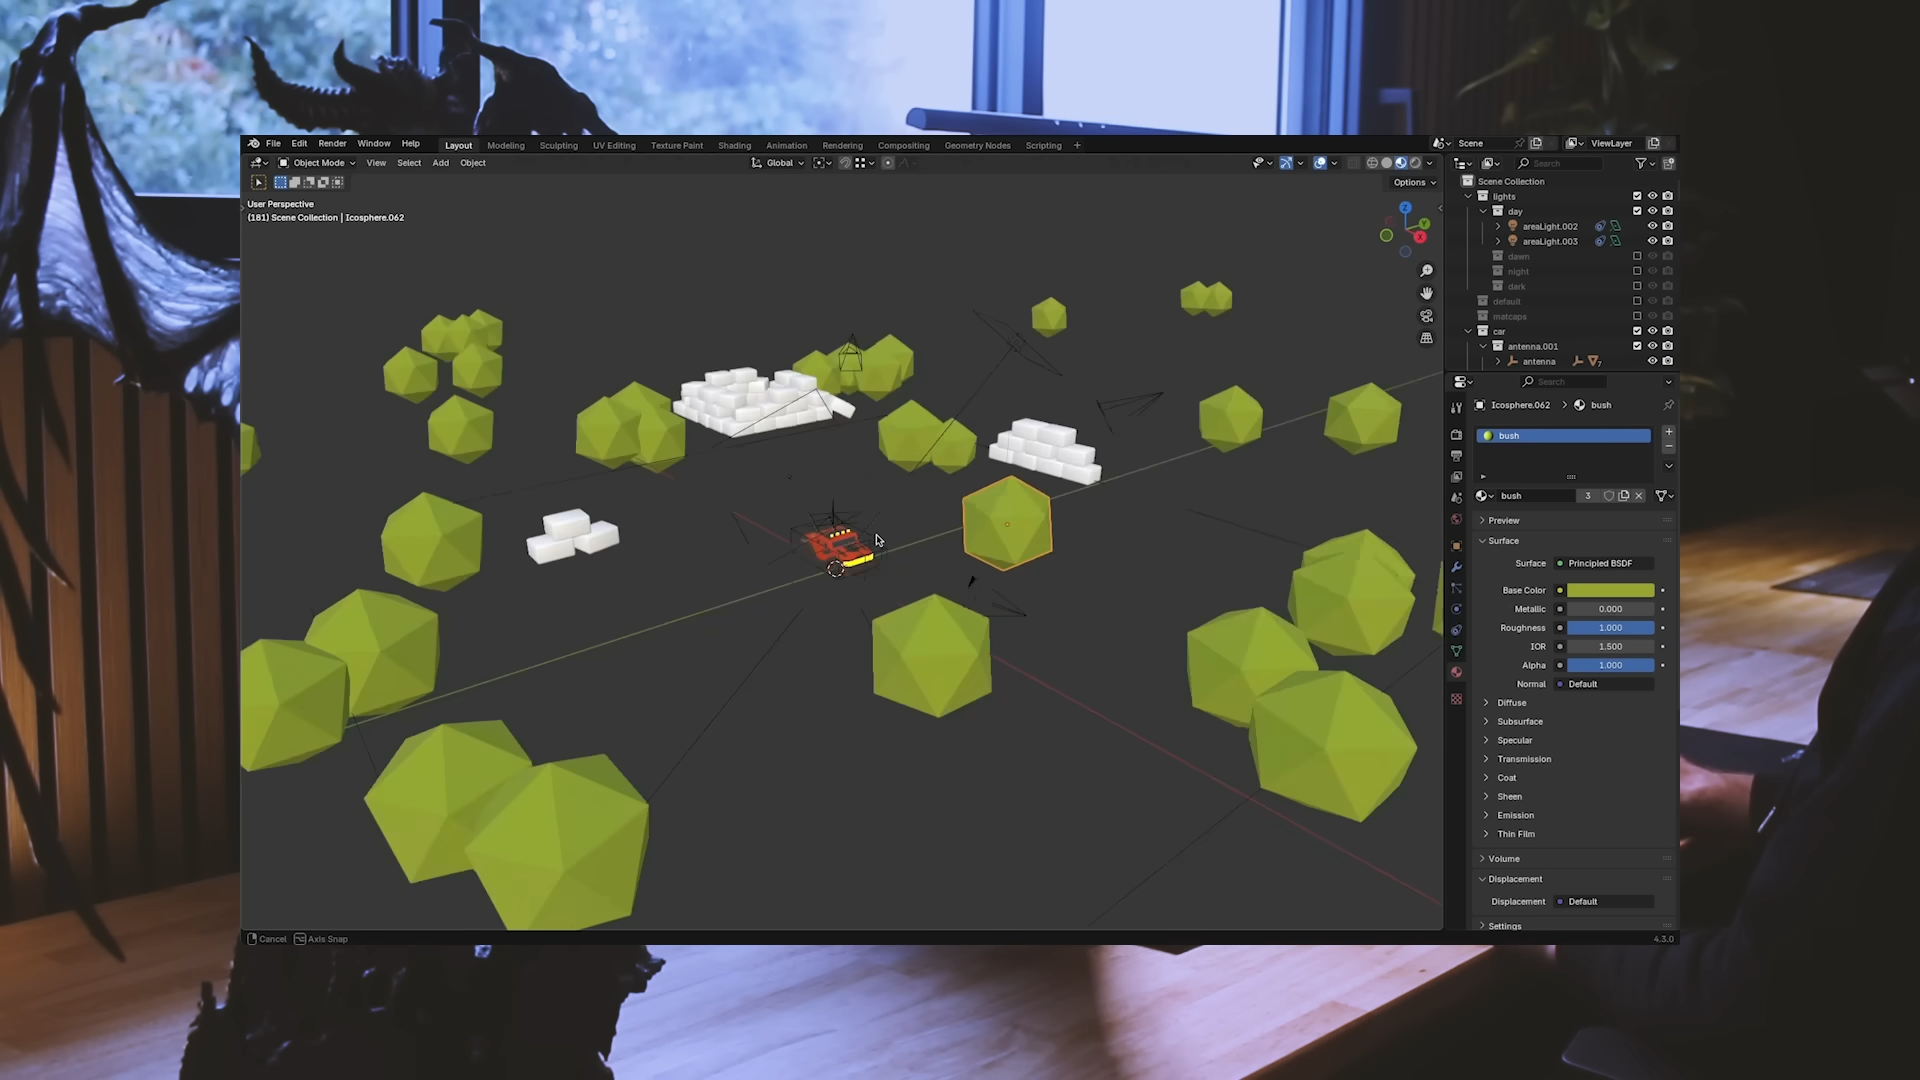 File Edit Render Window Help Layout Modeling Sculpting UV Editing Texture Paint Shading Animation Rendering Compositing Geometry Nodes Scripting + Scene ViewLayer
Object Mode View Select Add Object Global Search
Options
User Perspective
(181) Scene Collection | Icosphere.062
Z
Y
X
Scene Collection
lights
day
areaLight.002
areaLight.003
dawn
night
dark
default
matcaps
car
antenna.001
antenna 7
Search
Icosphere.062 > bush
bush
bush 3
Preview
Surface
Surface Principled BSDF
Base Color
Metallic 0.000
Roughness 1.000
IOR 1.500
Alpha 1.000
Normal Default
Diffuse
Subsurface
Specular
Transmission
Coat
Sheen
Emission
Thin Film
Volume
Displacement
Displacement Default
Settings
Cancel Axis Snap 4.3.0